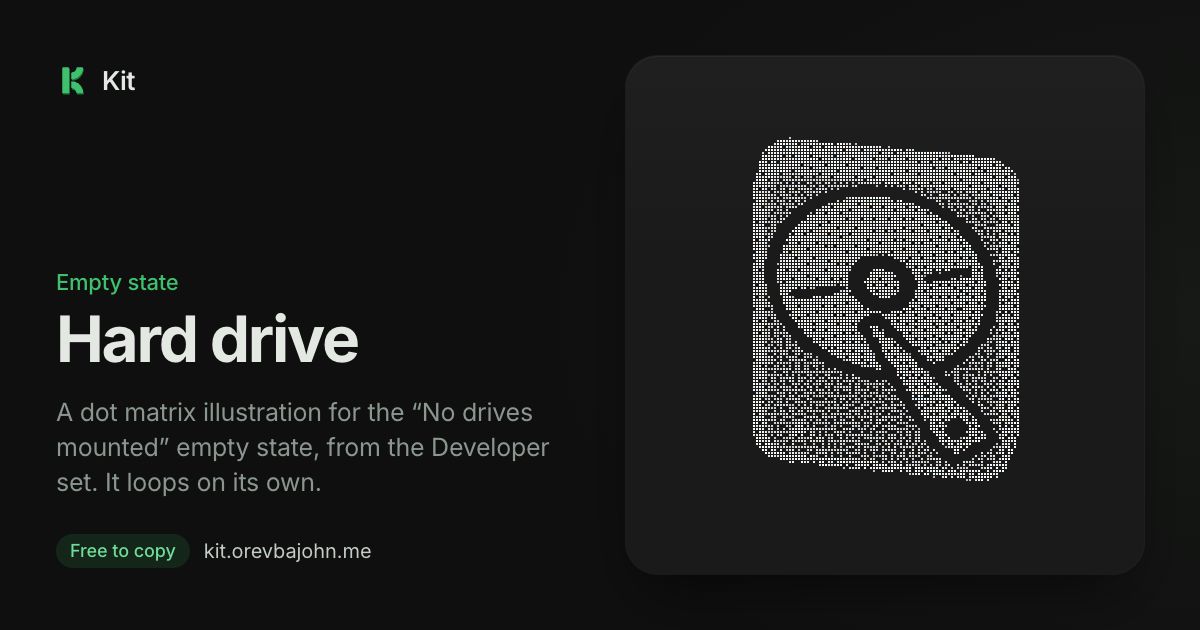 Kit
Empty state
Hard drive
A dot matrix illustration for the “No drives
mounted” empty state, from the Developer
set. It loops on its own.
Free to copy
kit.orevbajohn.me